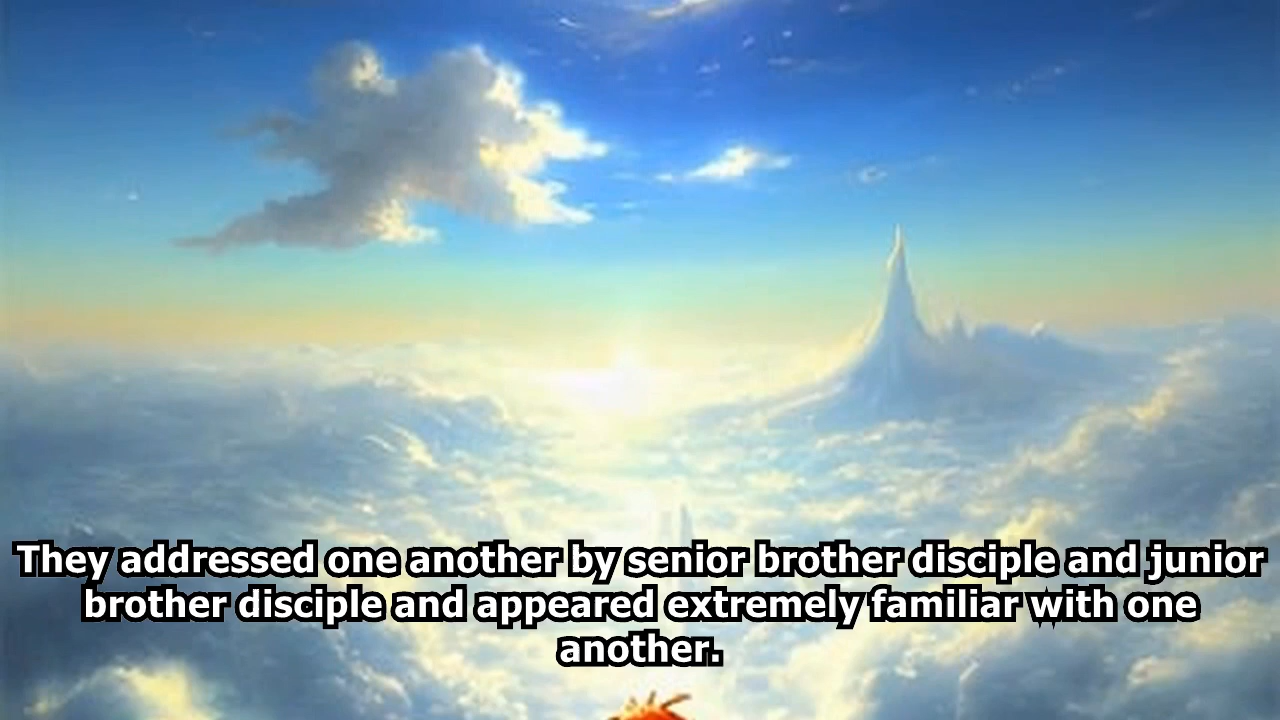 They addressed one another by senior brother disciple and junior
brother disciple and appeared extremely familiar with one
another.